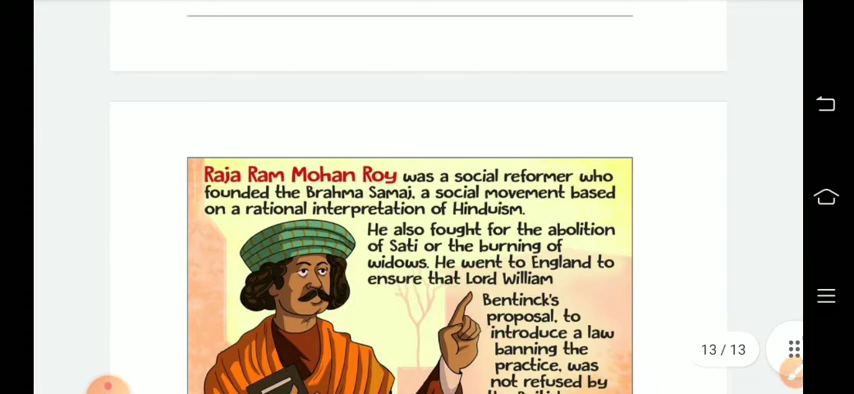 Raja Ram Mohan Roy was a social reformer who
founded the Brahma Samaj, a social movement based
on a rational interpretation of Hinduism.
He also fought for the abolition
of Sati or the burning of
widows. He went to England to
ensure that Lord William
Bentinck's
proposal, to
introduce a law
banning the
practice, was
not refused by
13 / 13